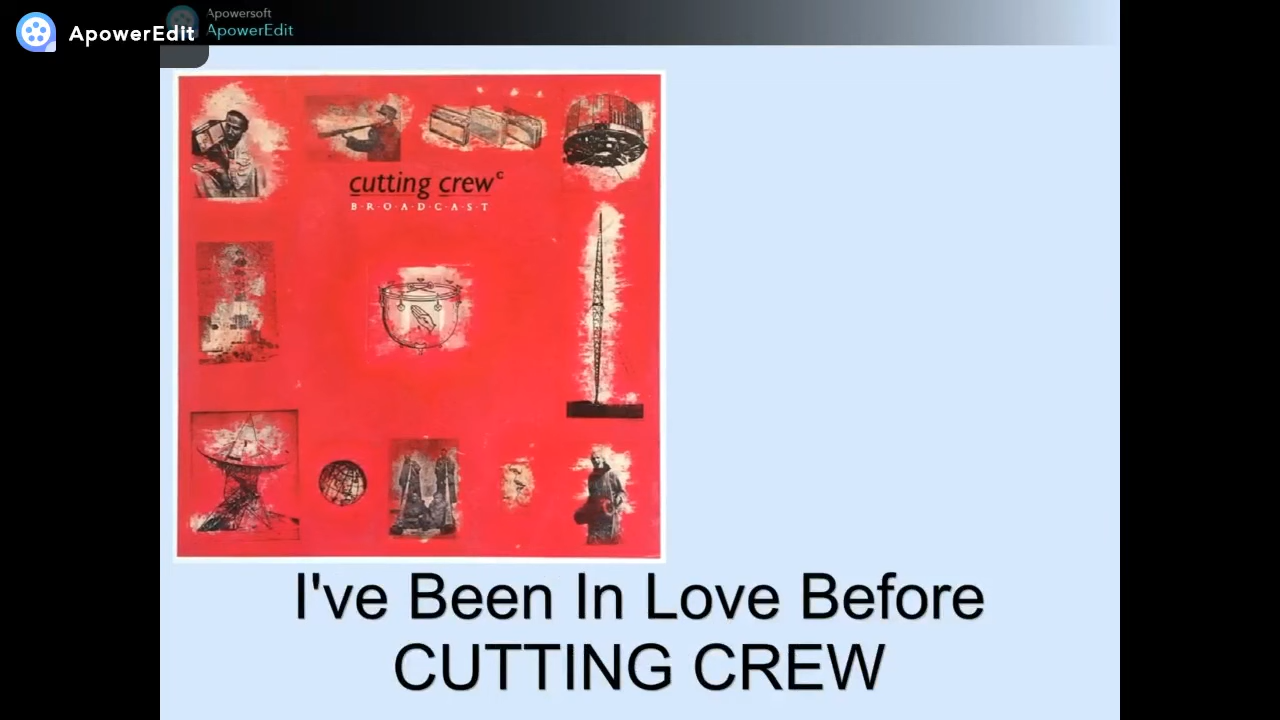 Apowersoft
ApowerEdit
ApowerEdit
cutting crew c
B·R·O·A·D·C·A·S·T
I've Been In Love Before
CUTTING CREW